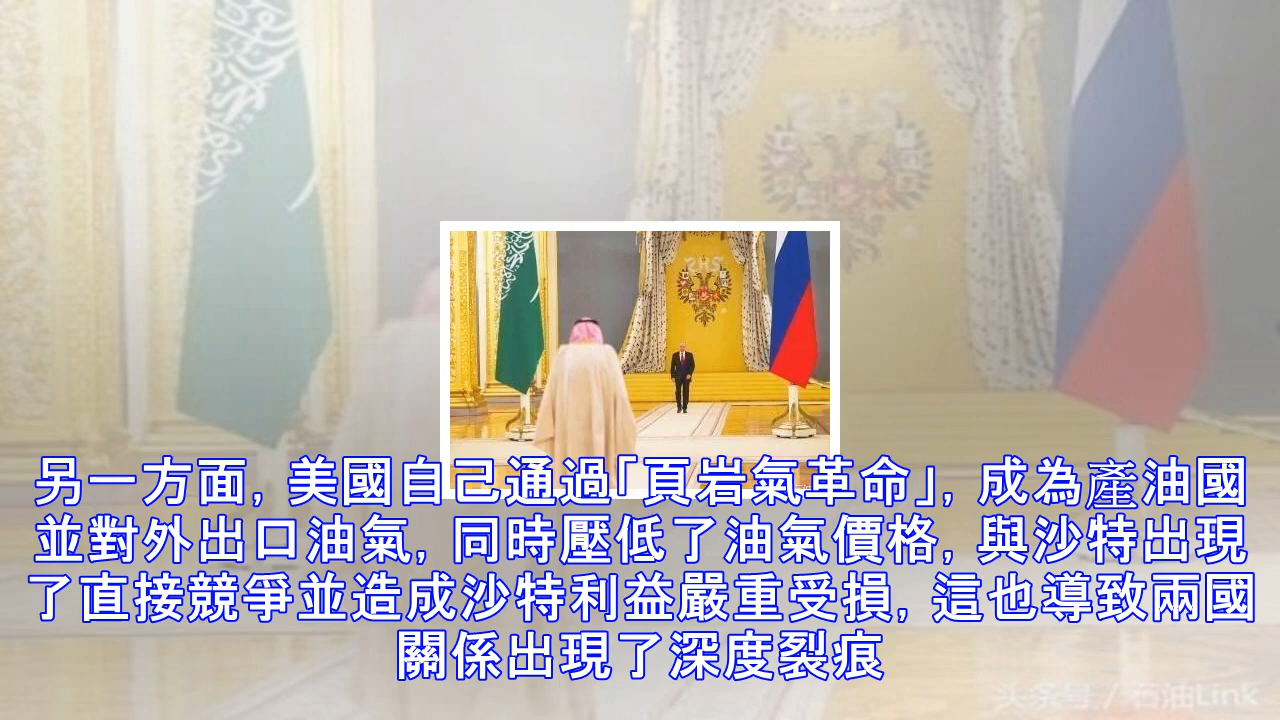 另一方面, 美國自己通過「頁岩氣革命」, 成為產油國
並對外出口油氣, 同時壓低了油氣價格, 與沙特出現
了直接競爭並造成沙特利益嚴重受損, 這也導致兩國
關係出現了深度裂痕
头条号 / 石油Link